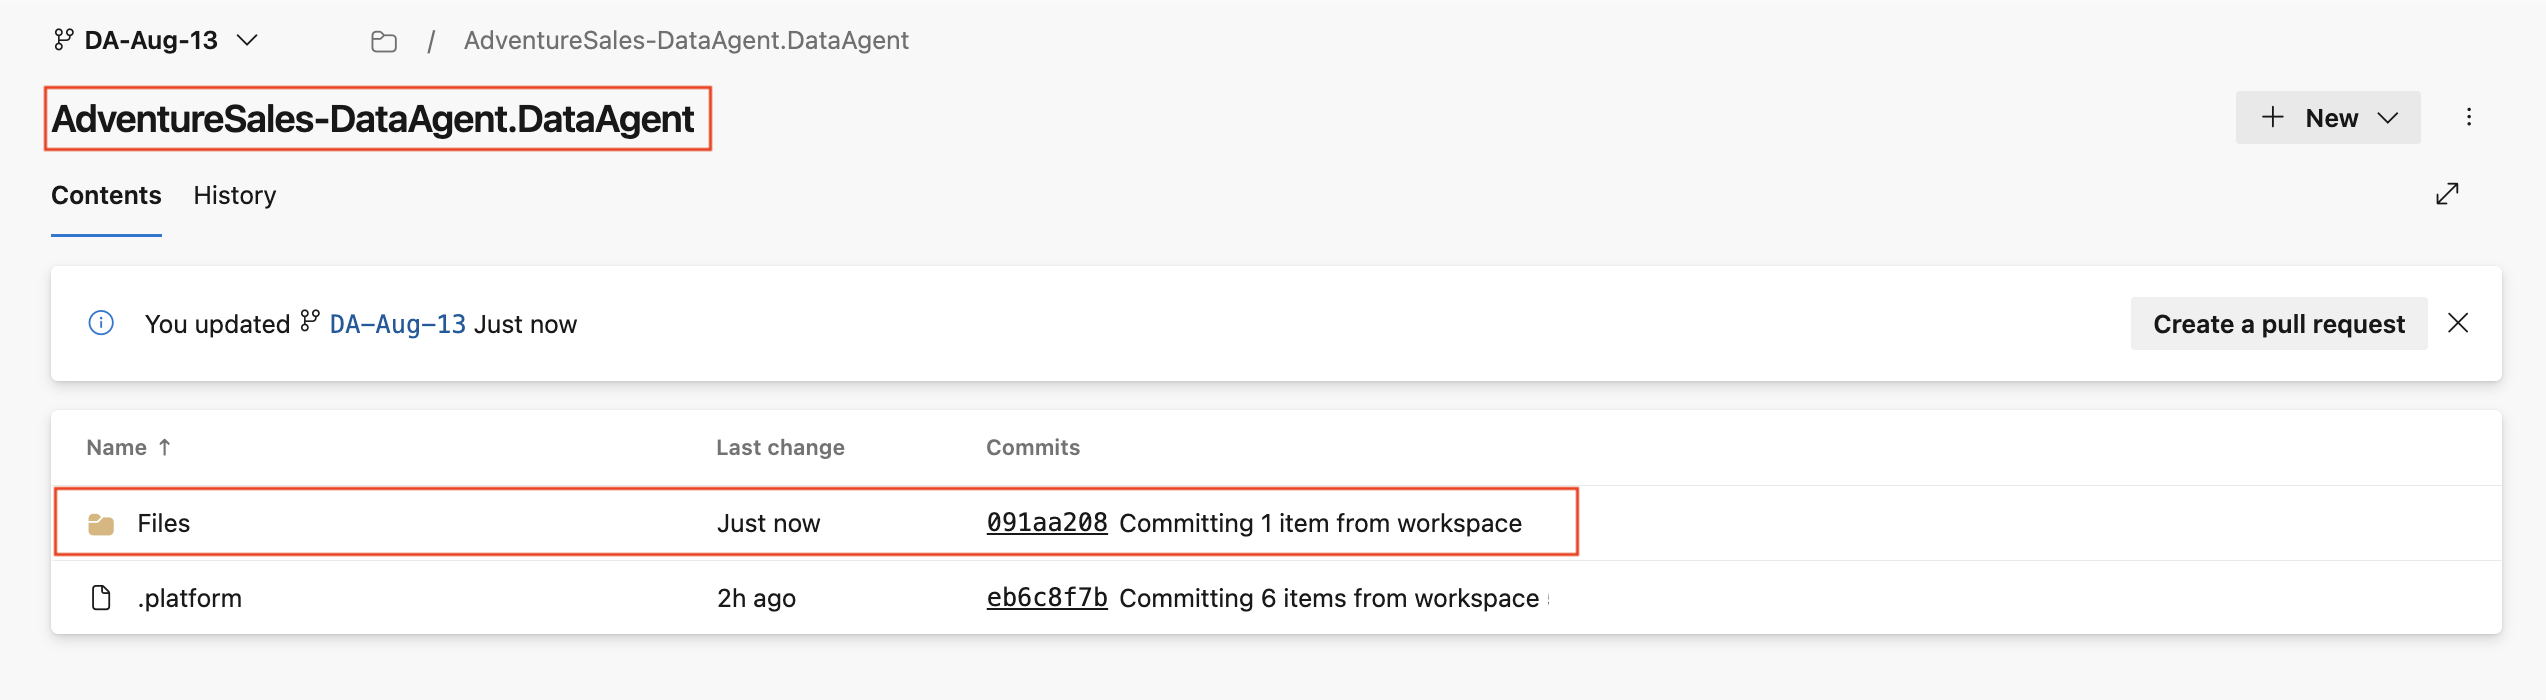 DA-Aug-13 / AdventureSales-DataAgent.DataAgent
AdventureSales-DataAgent.DataAgent
New
Contents History
You updated DA-Aug-13 Just now
Create a pull request
Name ↑ Last change Commits
Files Just now 091aa208 Committing 1 item from workspace
.platform 2h ago eb6c8f7b Committing 6 items from workspace